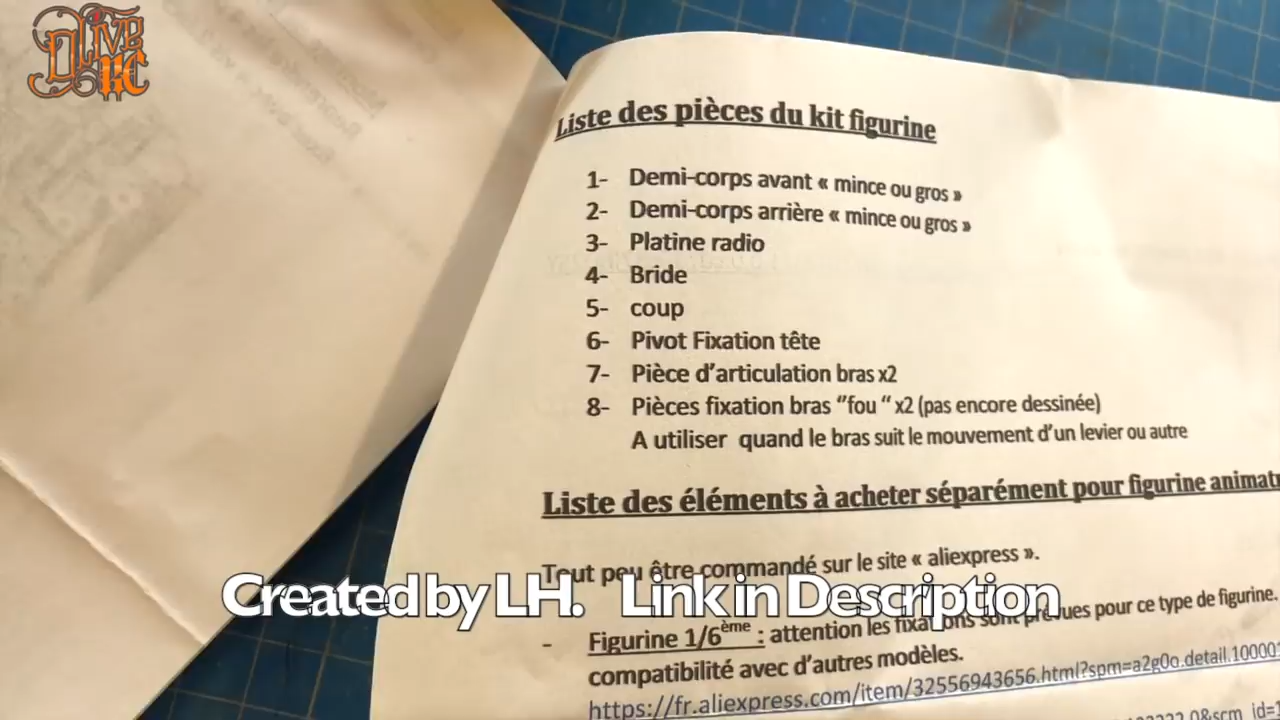 DLIVE RC
Liste des pièces du kit figurine
1- Demi-corps avant « mince ou gros »
2- Demi-corps arrière « mince ou gros »
3- Platine radio
4- Bride
5- coup
6- Pivot Fixation tête
7- Pièce d'articulation bras x2
8- Pièces fixation bras "fou " x2 (pas encore dessinée)
A utiliser quand le bras suit le mouvement d'un levier ou autre
Liste des éléments à acheter séparément pour figurine animat
Tout peu être commandé sur le site « aliexpress ».
Created by LH. Link in Description
- Figurine 1/6ème : attention les fixations sont prévues pour ce type de figurine.
compatibilité avec d'autres modèles.
https://fr.aliexpress.com/item/32556943656.html?spm=a2g0o.detail.10000